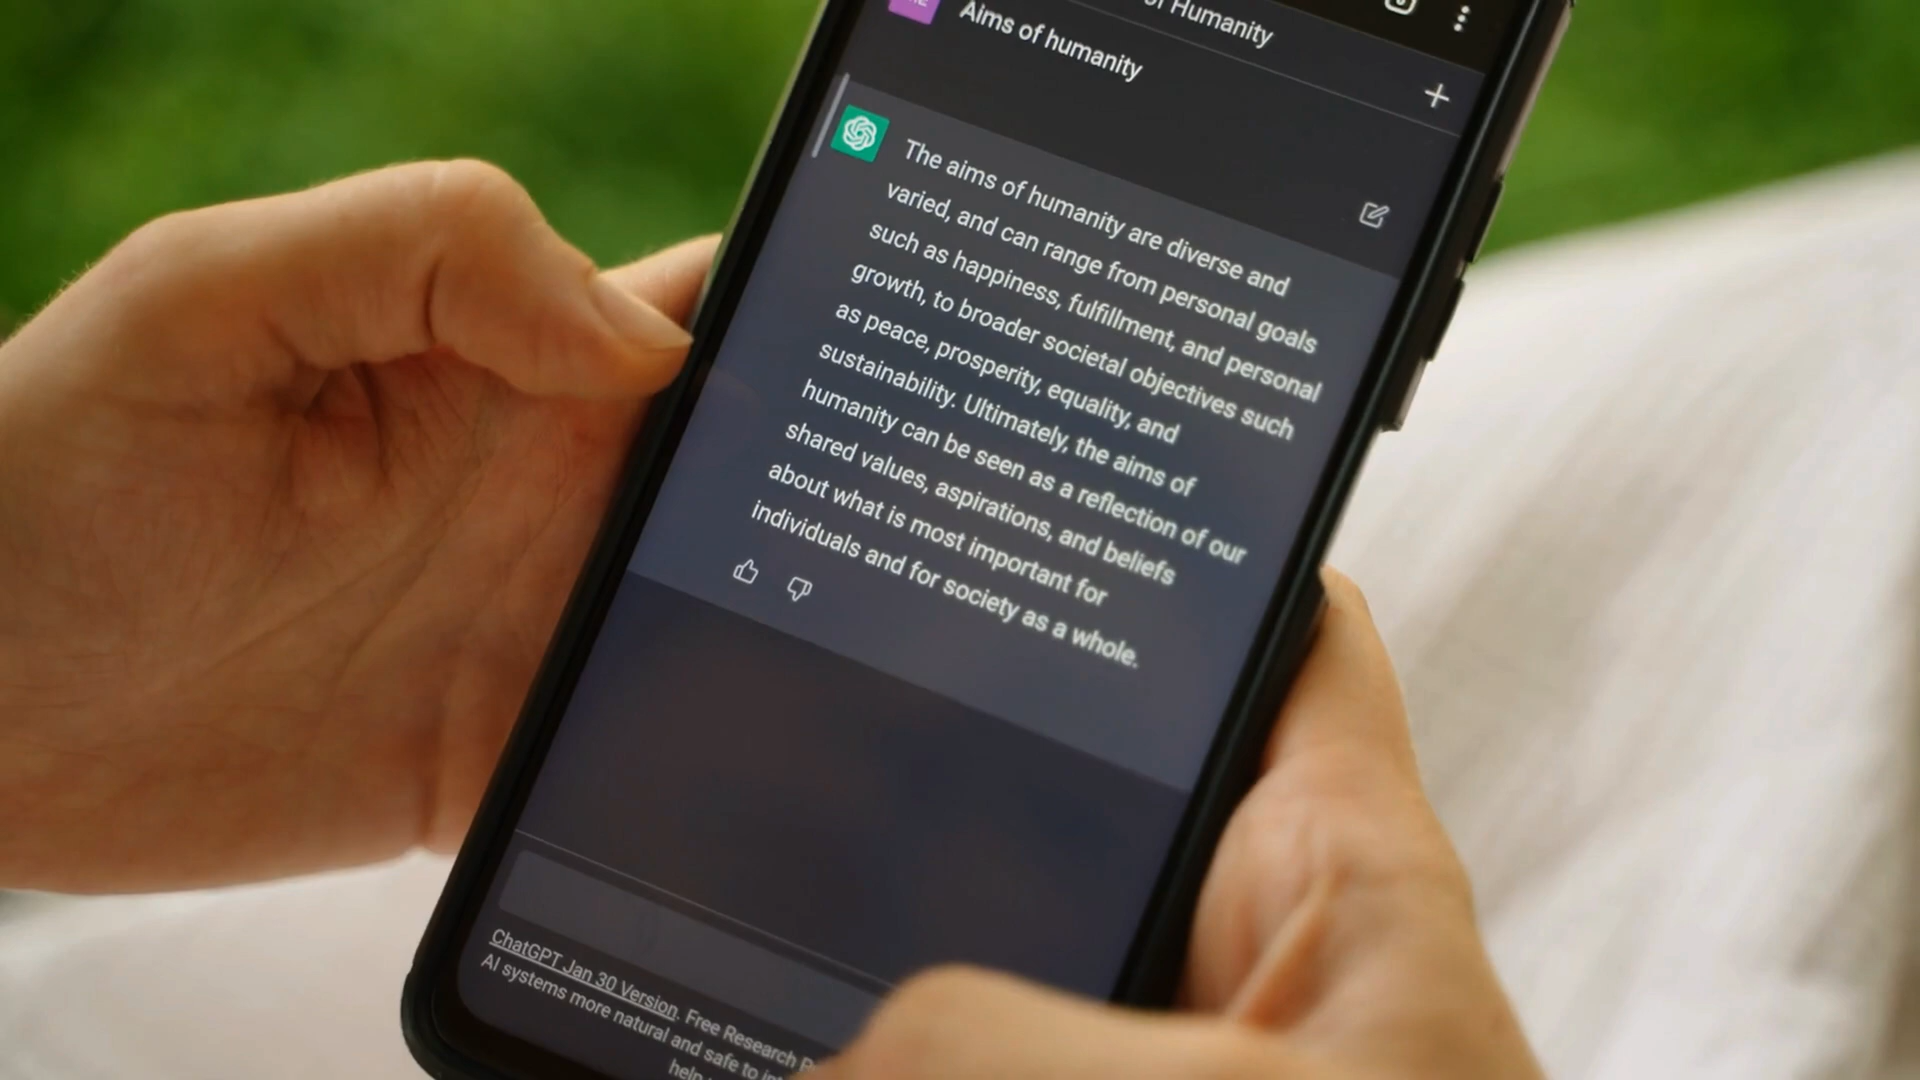 of Humanity
Aims of humanity
The aims of humanity are diverse and
varied, and can range from personal goals
such as happiness, fulfillment, and personal
growth, to broader societal objectives such
as peace, prosperity, equality, and
sustainability. Ultimately, the aims of
humanity can be seen as a reflection of our
shared values, aspirations, and beliefs
about what is most important for
individuals and for society as a whole.
ChatGPT Jan 30 Version. Free Research
AI systems more natural and safe to
help